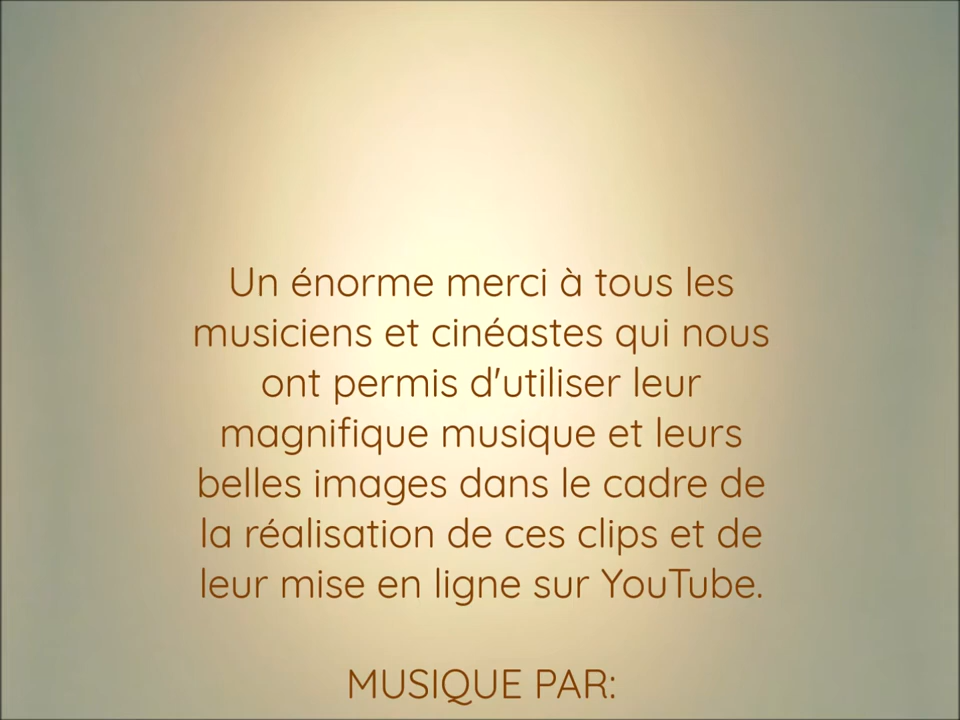 Un énorme merci à tous les
musiciens et cinéastes qui nous
ont permis d'utiliser leur
magnifique musique et leurs
belles images dans le cadre de
la réalisation de ces clips et de
leur mise en ligne sur YouTube.
MUSIQUE PAR: